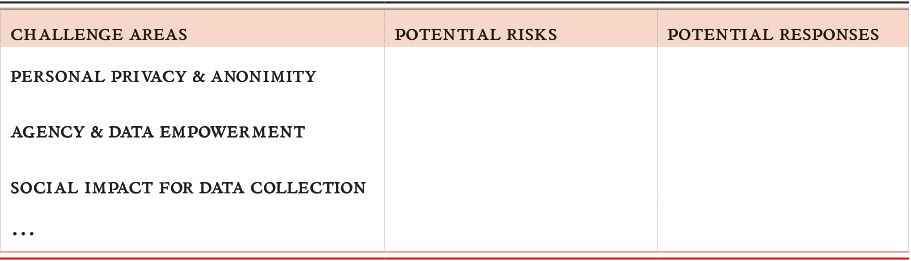 CHALLENGE AREAS POTENTIAL RISKS POTENTIAL RESPONSES
PERSONAL PRIVACY & ANONIMITY
AGENCY & DATA EMPOWERMENT
SOCIAL IMPACT FOR DATA COLLECTION
...